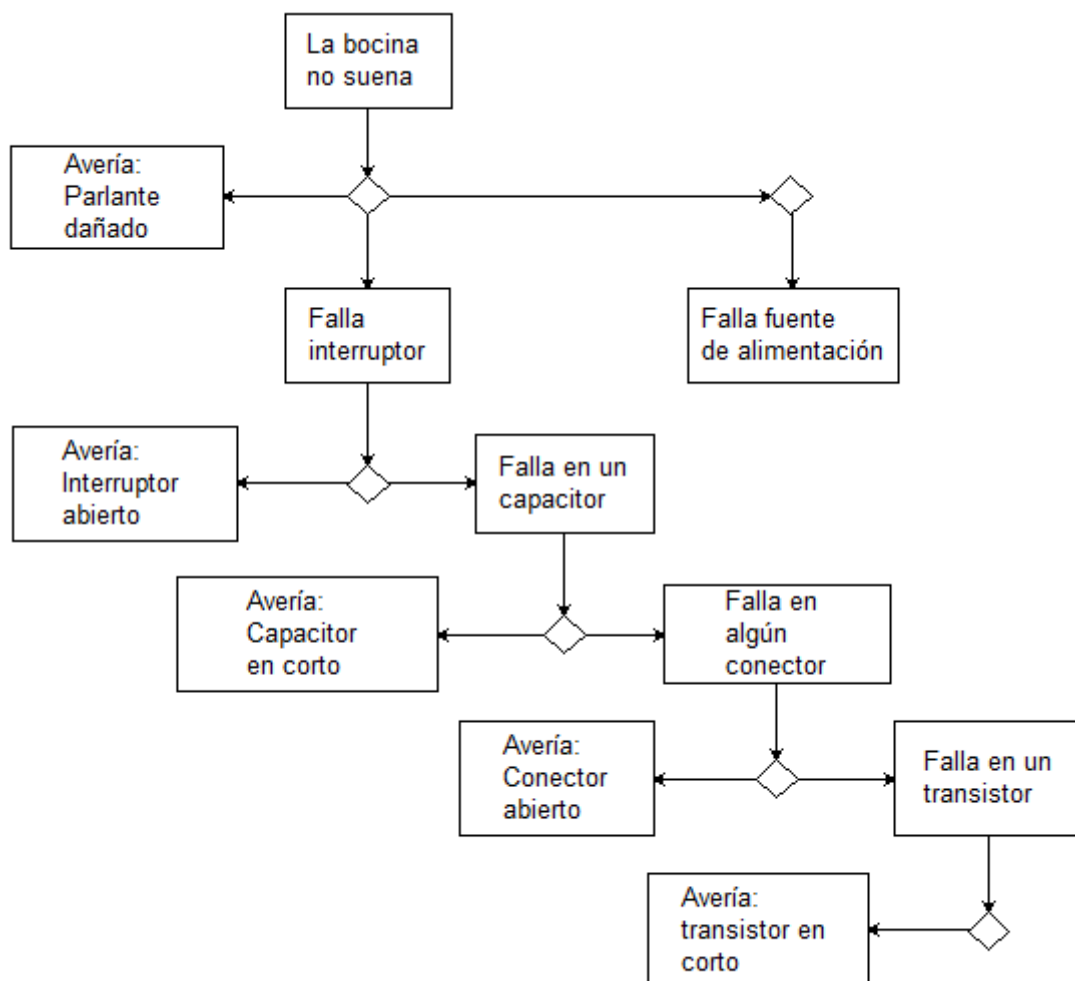 La bocina
no suena
Avería:
Parlante
dañado
Falla
interruptor
Falla fuente
de alimentación
Avería:
Interruptor
abierto
Falla en un
capacitor
Avería:
Capacitor
en corto
Falla en
algún
conector
Avería:
Conector
abierto
Falla en un
transistor
Avería:
transistor en
corto